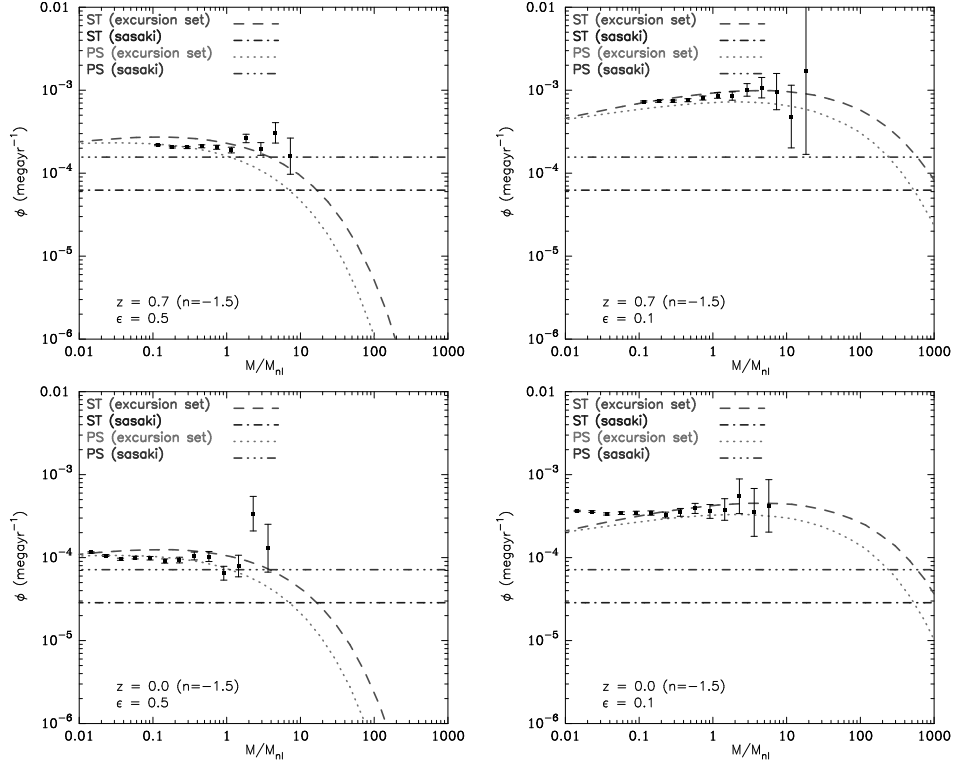 0.01
10⁻³
10⁻⁴
10⁻⁵
10⁻⁶
ϕ (megayr⁻¹)
ST (excursion set)
ST (sasaki)
PS (excursion set)
PS (sasaki)
z = 0.7 (n=−1.5)
ϵ = 0.5
0.01 0.1 1 10 100 1000
M/M_nl
0.01
10⁻³
10⁻⁴
10⁻⁵
10⁻⁶
ϕ (megayr⁻¹)
ST (excursion set)
ST (sasaki)
PS (excursion set)
PS (sasaki)
z = 0.7 (n=−1.5)
ϵ = 0.1
0.01 0.1 1 10 100 1000
M/M_nl
0.01
10⁻³
10⁻⁴
10⁻⁵
10⁻⁶
ϕ (megayr⁻¹)
ST (excursion set)
ST (sasaki)
PS (excursion set)
PS (sasaki)
z = 0.0 (n=−1.5)
ϵ = 0.5
0.01 0.1 1 10 100 1000
M/M_nl
0.01
10⁻³
10⁻⁴
10⁻⁵
10⁻⁶
ϕ (megayr⁻¹)
ST (excursion set)
ST (sasaki)
PS (excursion set)
PS (sasaki)
z = 0.0 (n=−1.5)
ϵ = 0.1
0.01 0.1 1 10 100 1000
M/M_nl